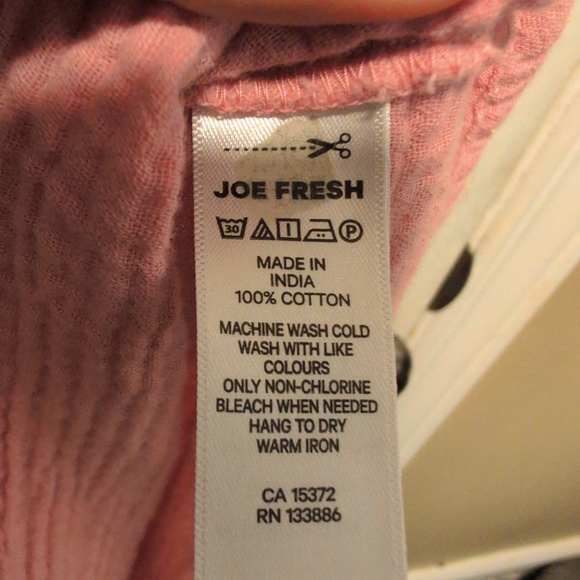 JOE FRESH
30 P
MADE IN
INDIA
100% COTTON
MACHINE WASH COLD
WASH WITH LIKE
COLOURS
ONLY NON-CHLORINE
BLEACH WHEN NEEDED
HANG TO DRY
WARM IRON
CA 15372
RN 133886